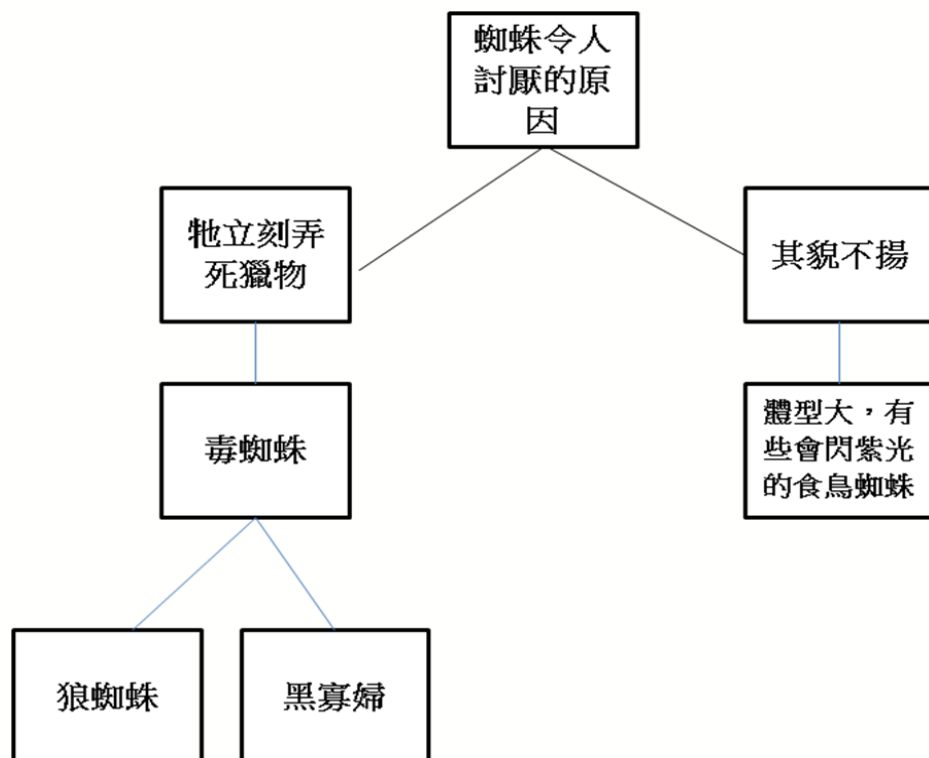 蜘蛛令人
討厭的原
因
牠立刻弄
死獵物
其貌不揚
毒蜘蛛
體型大，有
些會閃紫光
的食鳥蜘蛛
狼蜘蛛
黑寡婦